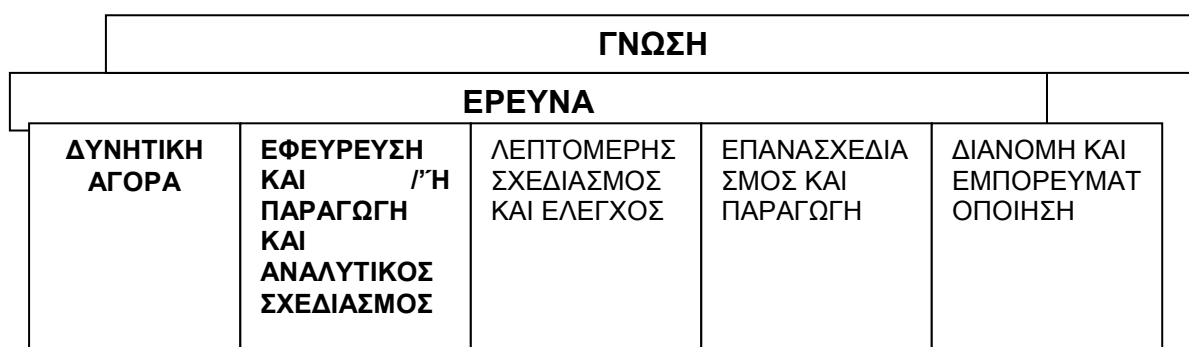 ΓΝΩΣΗ
ΕΡΕΥΝΑ
ΔΥΝΗΤΙΚΗ
ΑΓΟΡΑ
ΕΦΕΥΡΕΥΣΗ
ΚΑΙ /’Ή
ΠΑΡΑΓΩΓΗ
ΚΑΙ
ΑΝΑΛΥΤΙΚΟΣ
ΣΧΕΔΙΑΣΜΟΣ
ΛΕΠΤΟΜΕΡΗΣ
ΣΧΕΔΙΑΣΜΟΣ
ΚΑΙ ΕΛΕΓΧΟΣ
ΕΠΑΝΑΣΧΕΔΙΑ
ΣΜΟΣ ΚΑΙ
ΠΑΡΑΓΩΓΗ
ΔΙΑΝΟΜΗ ΚΑΙ
ΕΜΠΟΡΕΥΜΑΤ
ΟΠΟΙΗΣΗ